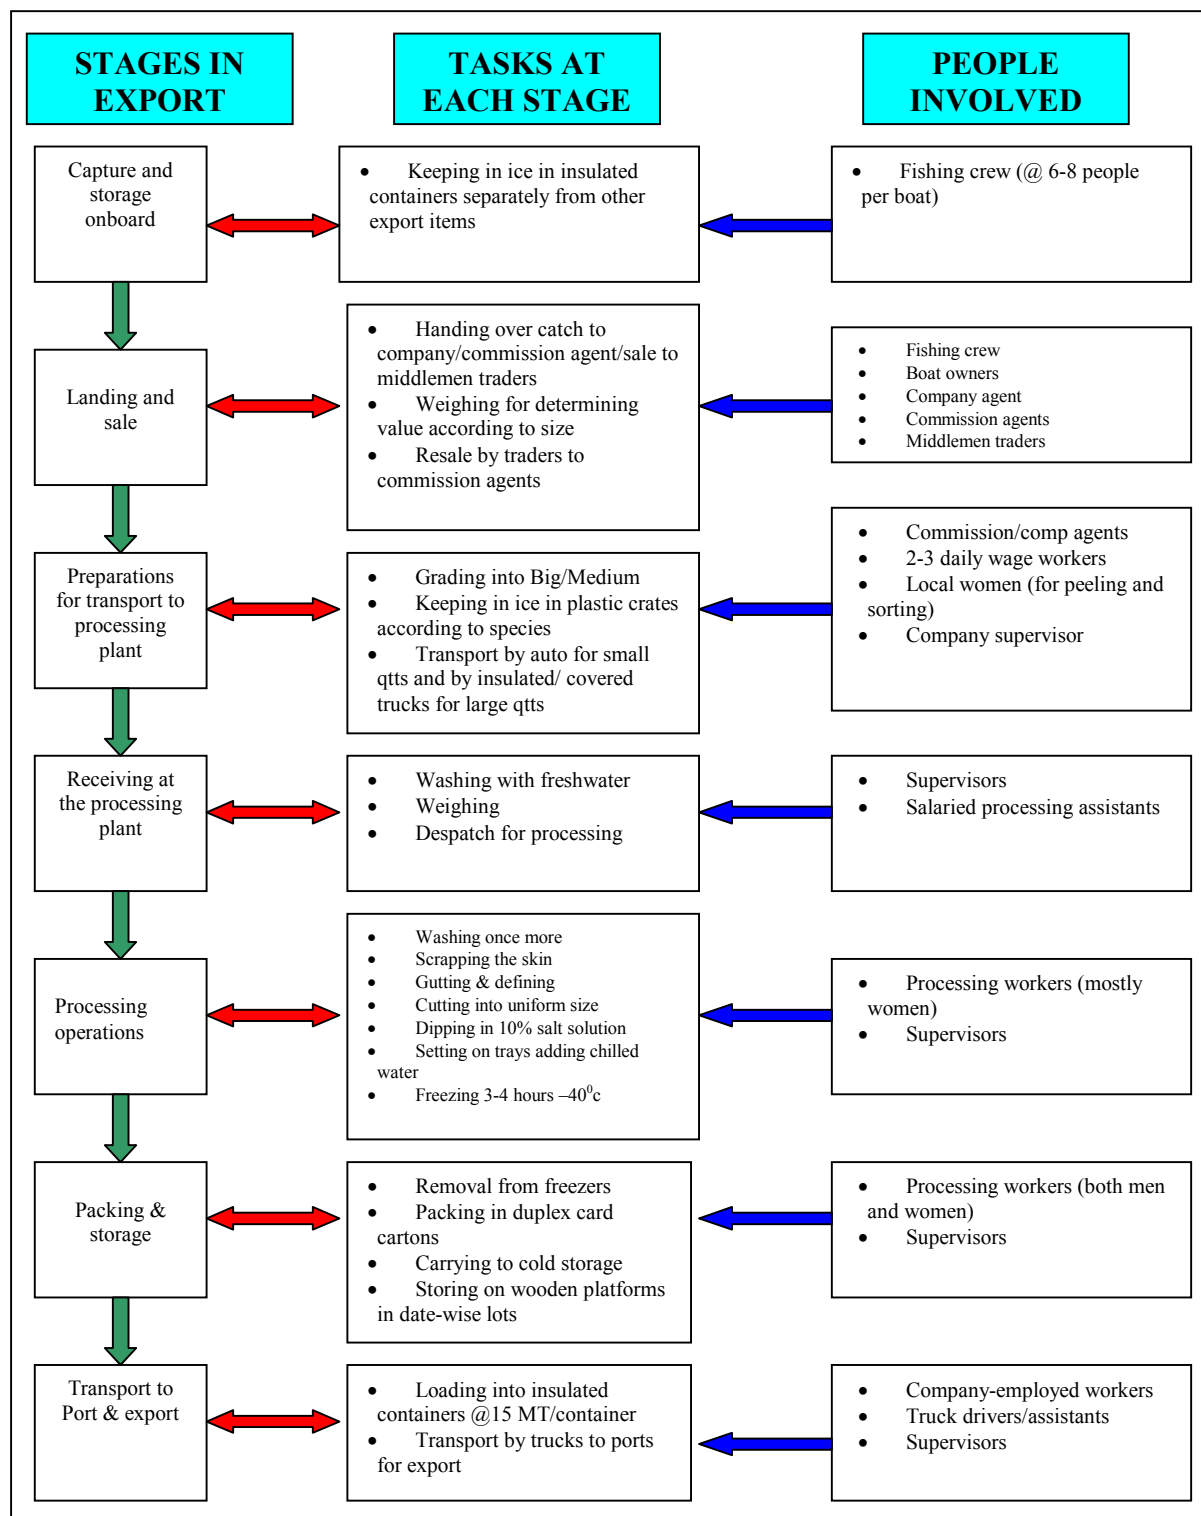 STAGES IN
EXPORT
TASKS AT
EACH STAGE
PEOPLE
INVOLVED
Capture and
storage
onboard
• Keeping in ice in insulated
containers separately from other
export items
• Fishing crew (@ 6-8 people
per boat)
Landing and
sale
• Handing over catch to
company/commission agent/sale to
middlemen traders
• Weighing for determining
value according to size
• Resale by traders to
commission agents
• Fishing crew
• Boat owners
• Company agent
• Commission agents
• Middlemen traders
Preparations
for transport to
processing
plant
• Grading into Big/Medium
• Keeping in ice in plastic crates
according to species
• Transport by auto for small
qtts and by insulated/ covered
trucks for large qtts
• Commission/comp agents
• 2-3 daily wage workers
• Local women (for peeling and
sorting)
• Company supervisor
Receiving at
the processing
plant
• Washing with freshwater
• Weighing
• Despatch for processing
• Supervisors
• Salaried processing assistants
Processing
operations
• Washing once more
• Scrapping the skin
• Gutting & defining
• Cutting into uniform size
• Dipping in 10% salt solution
• Setting on trays adding chilled
water
• Freezing 3-4 hours –40⁰c
• Processing workers (mostly
women)
• Supervisors
Packing &
storage
• Removal from freezers
• Packing in duplex card
cartons
• Carrying to cold storage
• Storing on wooden platforms
in date-wise lots
• Processing workers (both men
and women)
• Supervisors
Transport to
Port & export
• Loading into insulated
containers @15 MT/container
• Transport by trucks to ports
for export
• Company-employed workers
• Truck drivers/assistants
• Supervisors